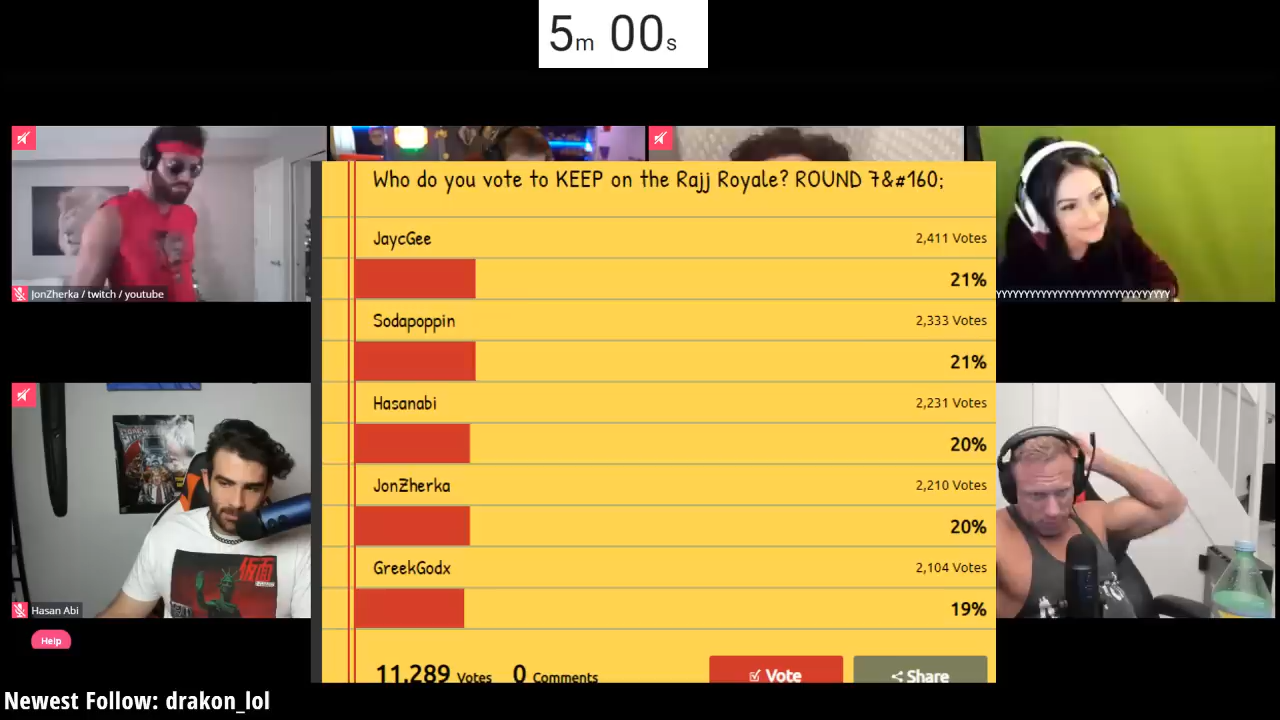 5m 00s
Who do you vote to KEEP on the Rajj Royale? ROUND 7&#160;
JaycGee 2,411 Votes
21%
JonZherka / twitch / youtube
YYYYYYYYYYYYYYYYYYYYYYYYYYYYY
Sodapoppin 2,333 Votes
21%
Hasanabi 2,231 Votes
20%
JonZherka 2,210 Votes
20%
GreekGodx 2,104 Votes
19%
仮面
Hasan Abi
Help
11,289 Votes 0 Comments Vote Share
Newest Follow: drakon_lol